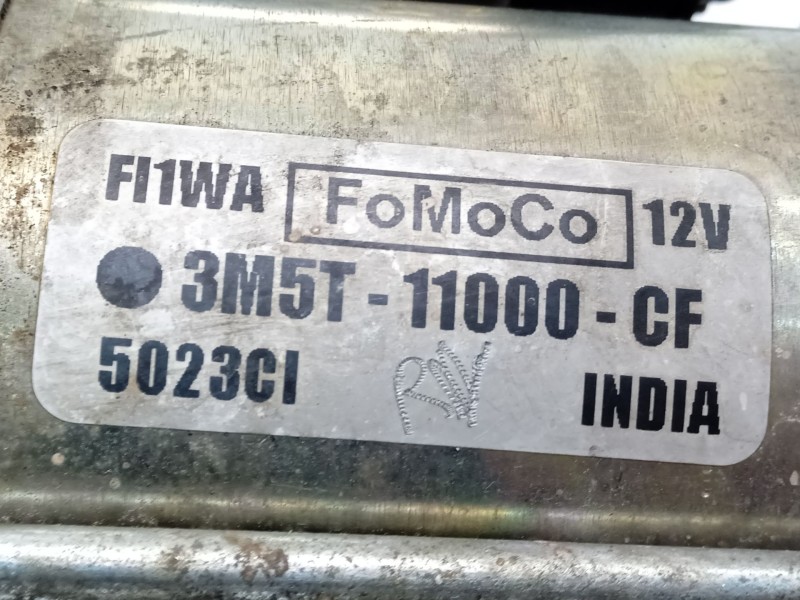 FI1WA FoMoCo 12V
3M5T - 11000 - CF
5023CI INDIA